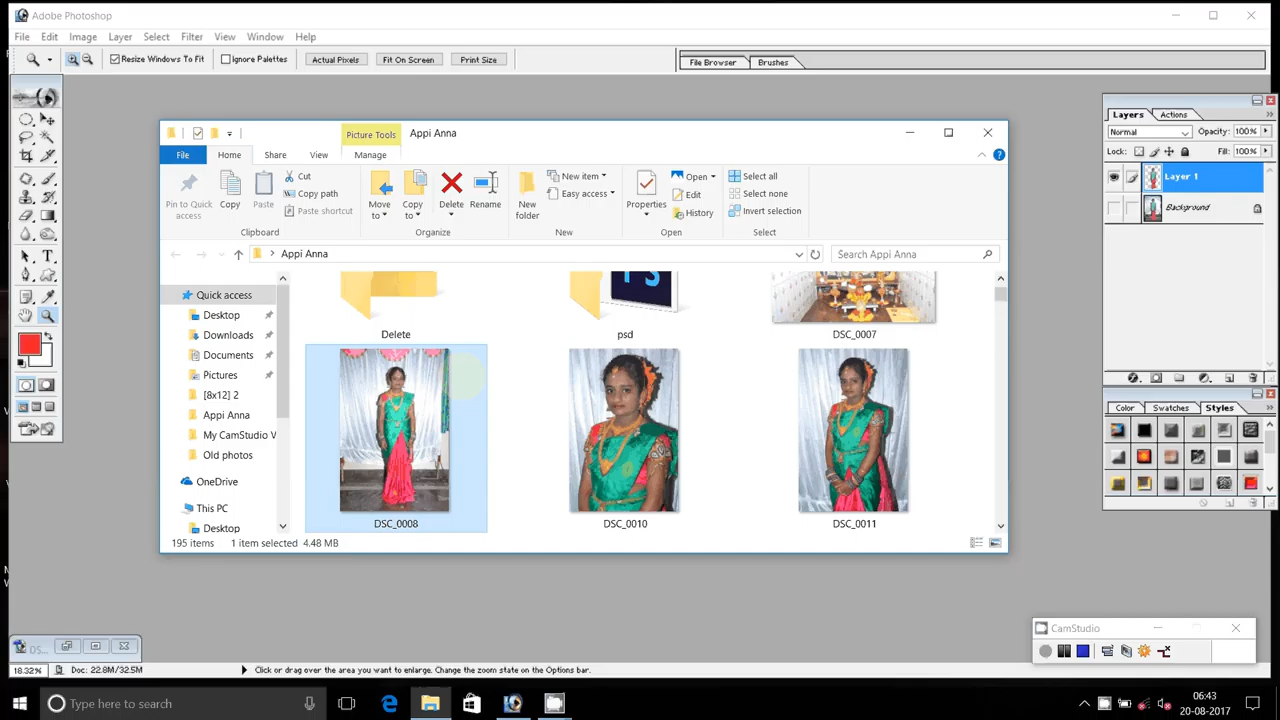 Adobe Photoshop
File Edit Image Layer Select Filter View Window Help
Resize Windows To Fit Ignore Palettes Actual Pixels Fit On Screen Print Size File Browser Brushes
Picture Tools Appi Anna
File Home Share View Manage
Pin to Quick access
Copy
Paste
Cut
Copy path
Paste shortcut
Clipboard
Move to
Copy to
Delete
Rename
Organize
New folder
New item
Easy access
New
Properties
Open
Edit
History
Open
Select all
Select none
Invert selection
Select
Appi Anna
Search Appi Anna
Quick access
Desktop
Downloads
Documents
Pictures
[8x12] 2
Appi Anna
My CamStudio V
Old photos
OneDrive
This PC
Desktop
Delete psd DSC_0007
DSC_0008 DSC_0010 DSC_0011
195 items 1 item selected 4.48 MB
Layers Actions
Normal Opacity: 100%
Lock: Fill: 100%
Layer 1
Background
Color Swatches Styles
CamStudio
DS...
18.32% Doc: 22.8M/32.5M Click or drag over the area you want to enlarge. Change the zoom state on the Options bar.
Type here to search
06:43
20-08-2017